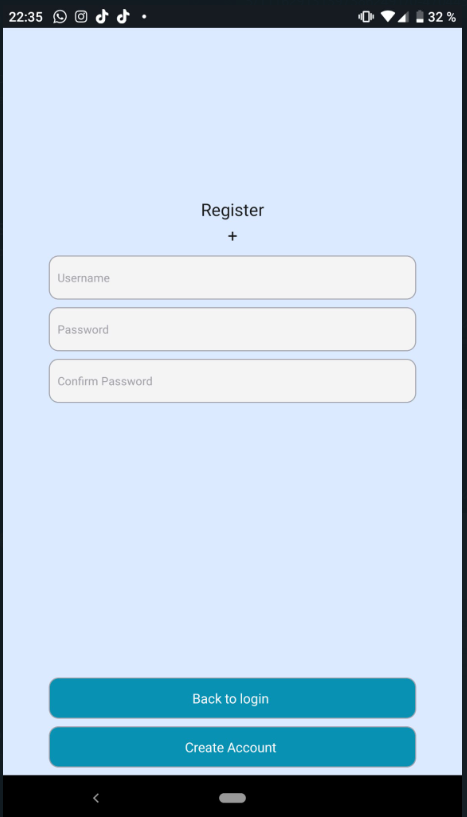 22:35
32 %
Register
+
Username
Password
Confirm Password
Back to login
Create Account